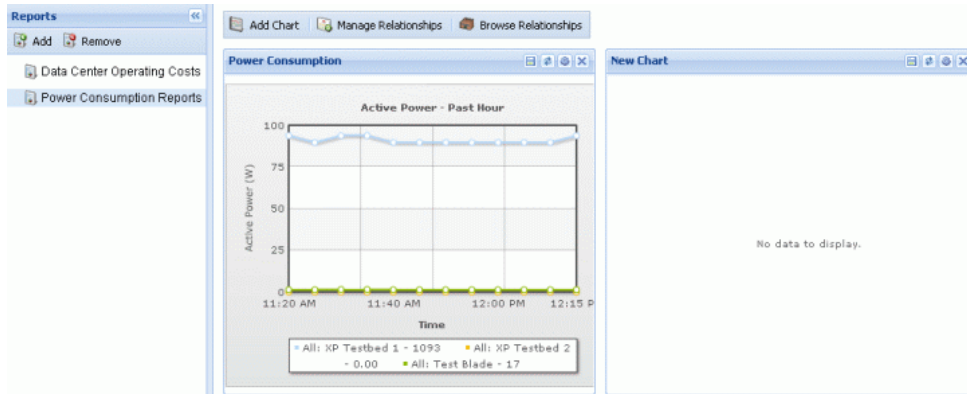 Reports
Add Remove
Data Center Operating Costs
Power Consumption Reports
Add Chart Manage Relationships Browse Relationships
Power Consumption
Active Power - Past Hour
100
75
50
25
0
Active Power (W)
11:20 AM 11:40 AM 12:00 PM 12:15 P
Time
All: XP Testbed 1 - 1093 All: XP Testbed 2
- 0.00 All: Test Blade - 17
New Chart
No data to display.